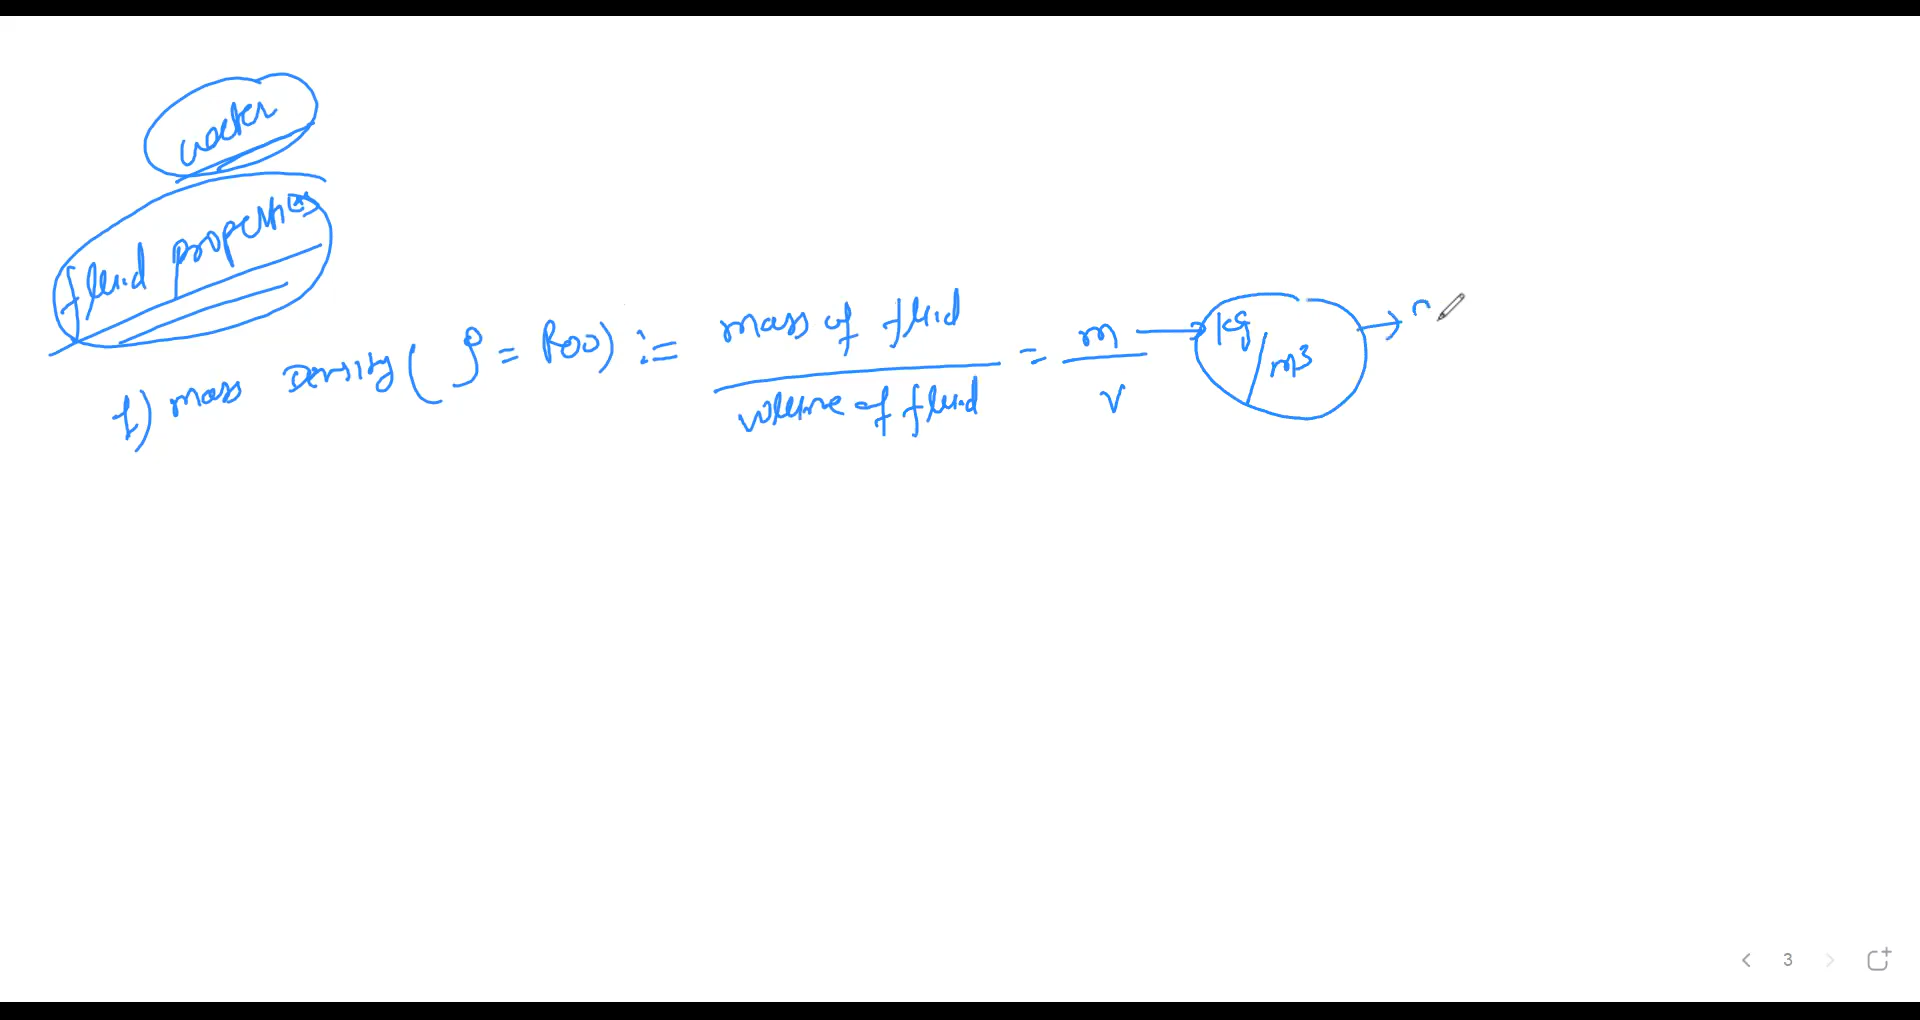 water
fluid properties
1) mass Density (ρ = Roo) := mass of fluid / volume of fluid = m / v → kg/m³ →
3